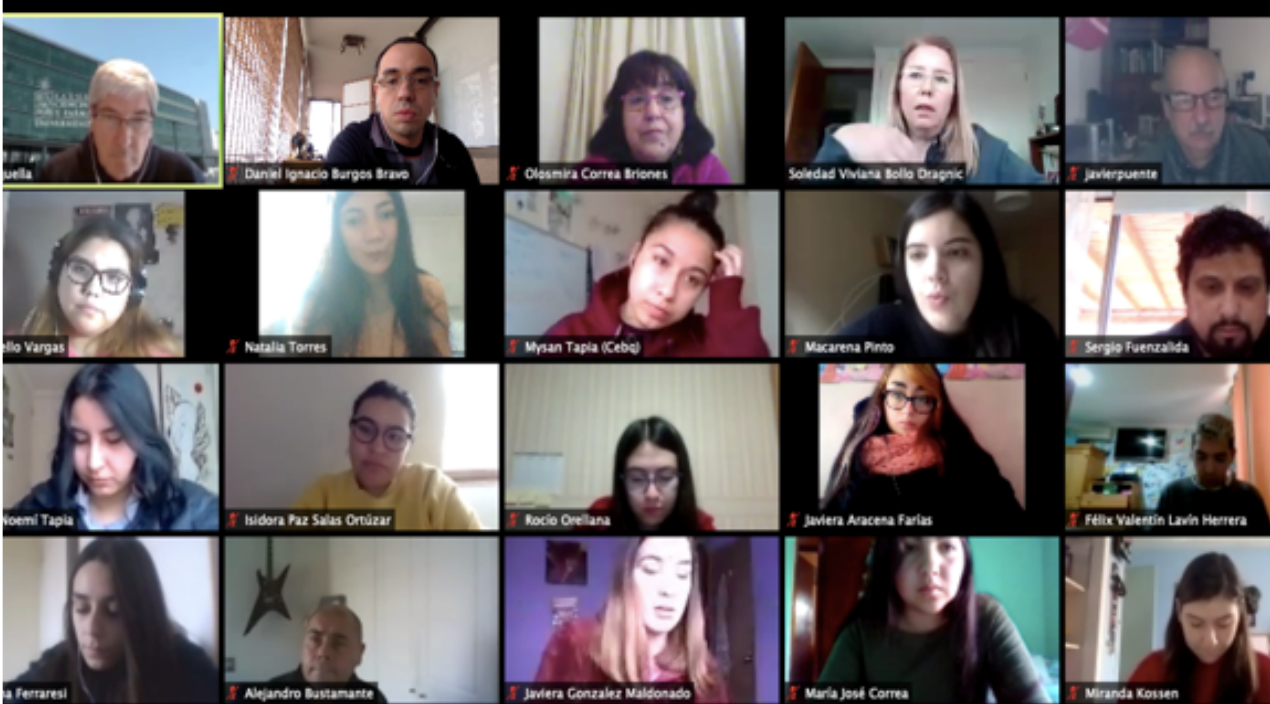 uella
Daniel Ignacio Burgos Bravo
Olosmira Correa Briones
Soledad Viviana Bollo Dragnic
javierpuente
ello Vargas
Natalia Torres
Mysan Tapia (Cebq)
Macarena Pinto
Sergio Fuenzalida
Noemí Tapia
Isidora Paz Salas Ortúzar
Rocío Orellana
Javiera Aracena Farías
Félix Valentín Lavín Herrera
na Ferraresi
Alejandro Bustamante
Javiera Gonzalez Maldonado
María José Correa
Miranda Kossen